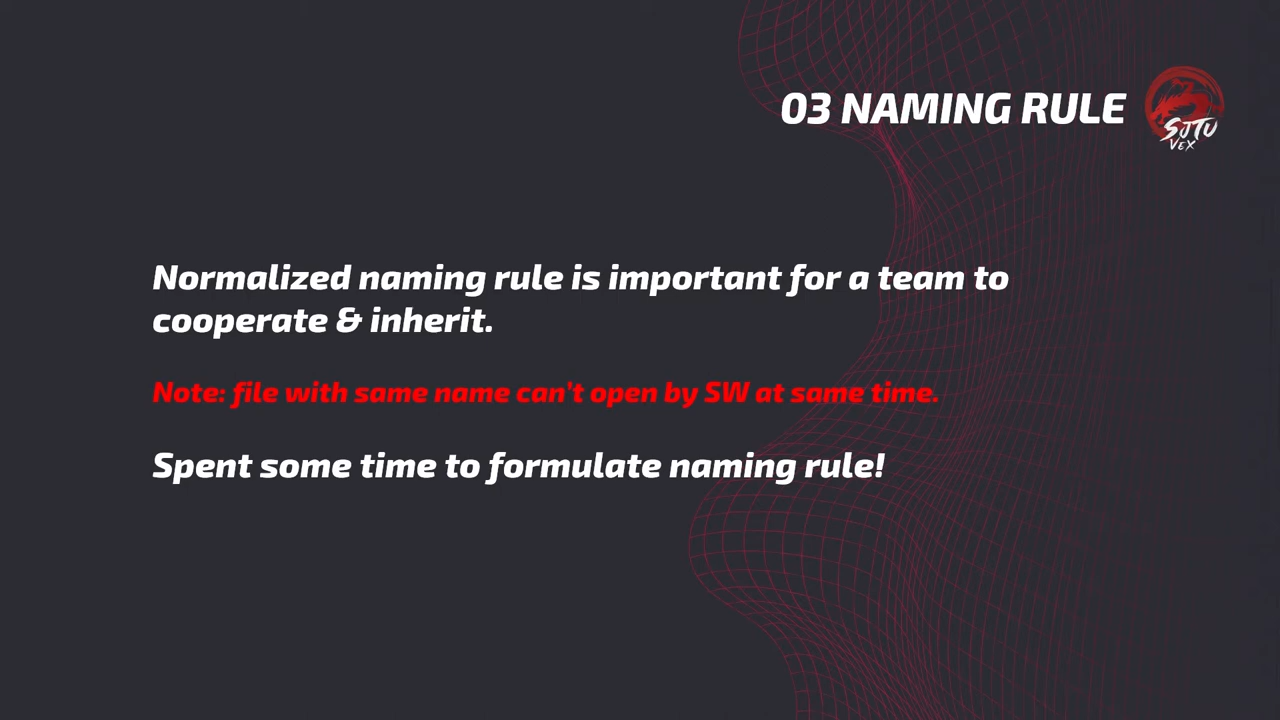 03 NAMING RULE
SJTU
VEX
Normalized naming rule is important for a team to
cooperate & inherit.
Note: file with same name can't open by SW at same time.
Spent some time to formulate naming rule!